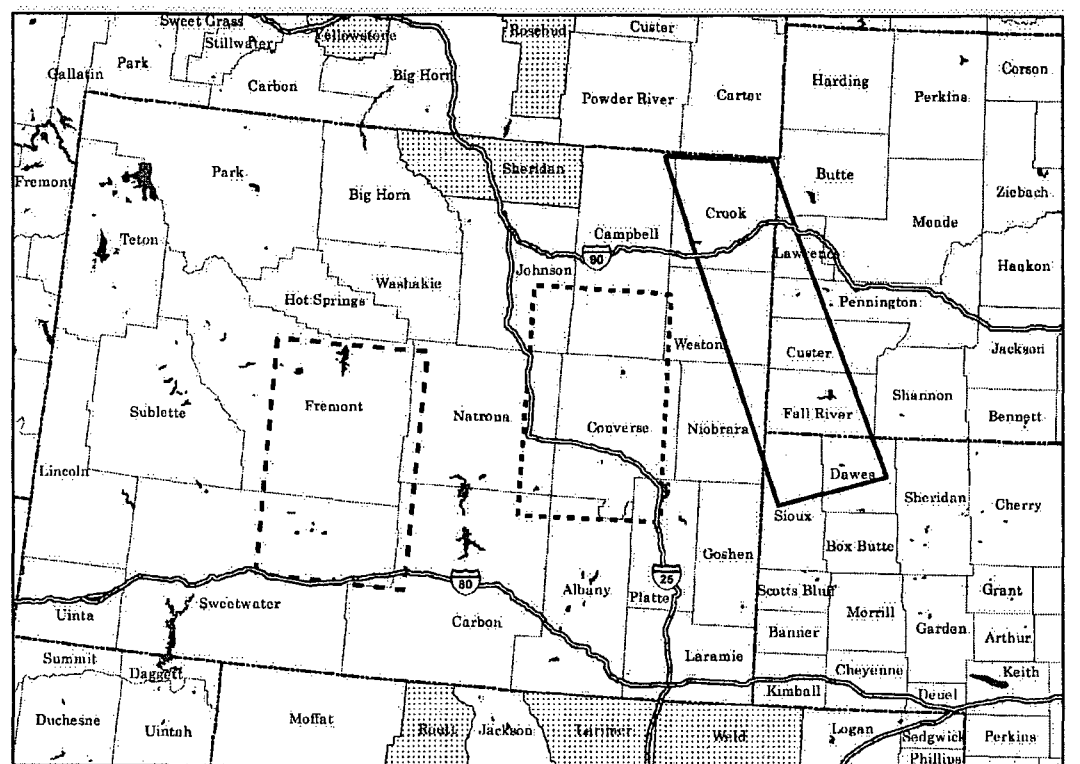 Sweet Grass
Stillwater
Yellowstone
Rosebud
Custer
Gallatin
Park
Carbon
Big Horn
Powder River
Carter
Harding
Perkins
Corson
Fremont
Park
Big Horn
Sheridan
Crook
Butte
Meade
Ziebach
Teton
Campbell
90
Johnson
Lawrence
Haakon
Hot Springs
Washakie
Pennington
Weston
Custer
Jackson
Sublette
Fremont
Natrona
Converse
Niobrara
Fall River
Shannon
Bennett
Lincoln
Dawes
Sheridan
Cherry
Sioux
Box Butte
Goshen
Uinta
Sweetwater
80
Carbon
Albany
Platte
25
Scotts Bluff
Morrill
Grant
Banner
Garden
Arthur
Laramie
Cheyenne
Keith
Kimball
Deuel
Summit
Daggett
Duchesne
Uintah
Moffat
Routt
Jackson
Larimer
Weld
Logan
Sedgwick
Perkins
Phillips